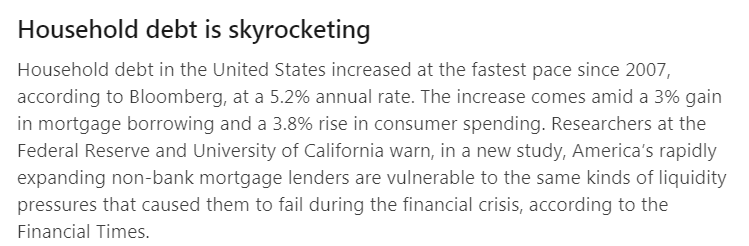 Household debt is skyrocketing
Household debt in the United States increased at the fastest pace since 2007,
according to Bloomberg, at a 5.2% annual rate. The increase comes amid a 3% gain
in mortgage borrowing and a 3.8% rise in consumer spending. Researchers at the
Federal Reserve and University of California warn, in a new study, America's rapidly
expanding non-bank mortgage lenders are vulnerable to the same kinds of liquidity
pressures that caused them to fail during the financial crisis, according to the
Financial Times.